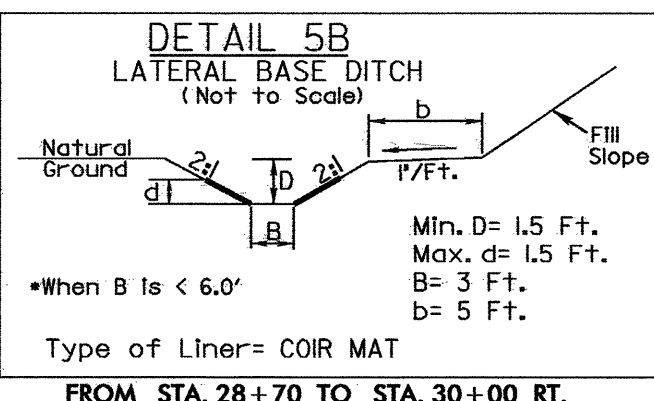 DETAIL 5B
LATERAL BASE DITCH
(Not to Scale)
Natural
Ground
2:1
d
D
B
2:1
b
1"/Ft.
Fill
Slope
Min. D= 1.5 Ft.
Max. d= 1.5 Ft.
B= 3 Ft.
b= 5 Ft.
*When B is < 6.0'
Type of Liner= COIR MAT
FROM STA. 28+70 TO STA. 30+00 RT.